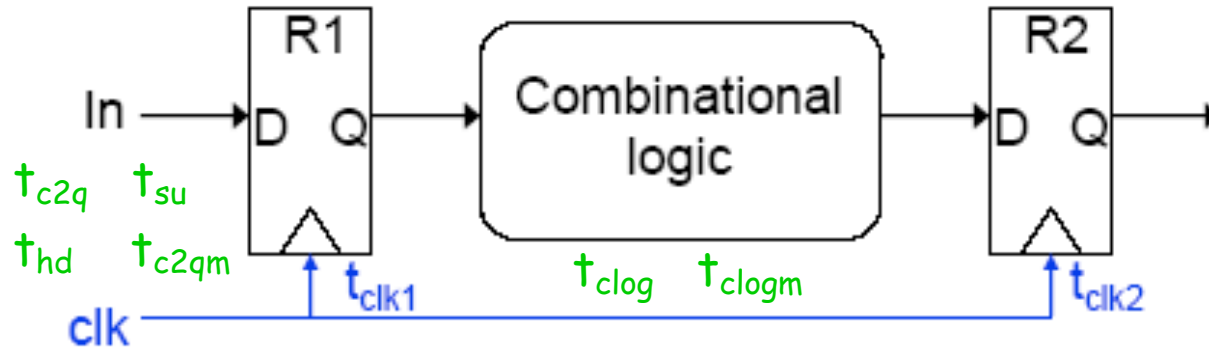 R1 R2
Combinational
logic
In D Q D Q
tc2q tsu
thd tc2qm
tclog tclogm
tclk1 tclk2
clk